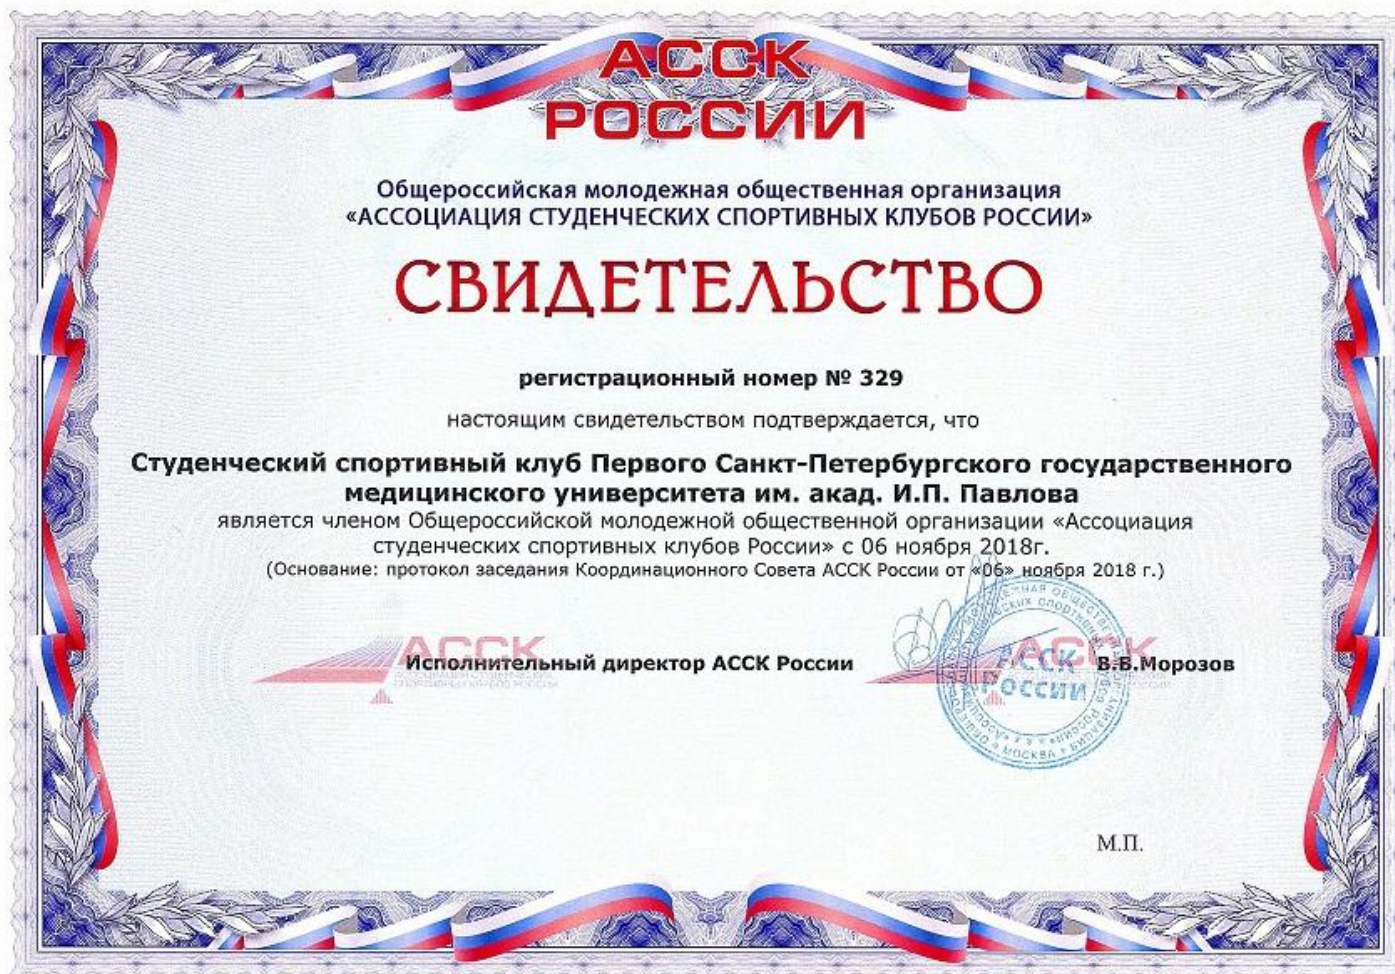 АССК
РОССИИ
Общероссийская молодежная общественная организация
«АССОЦИАЦИЯ СТУДЕНЧЕСКИХ СПОРТИВНЫХ КЛУБОВ РОССИИ»
СВИДЕТЕЛЬСТВО
регистрационный номер № 329
настоящим свидетельством подтверждается, что
Студенческий спортивный клуб Первого Санкт-Петербургского государственного
медицинского университета им. акад. И.П. Павлова
является членом Общероссийской молодежной общественной организации «Ассоциация
студенческих спортивных клубов России» с 06 ноября 2018г.
(Основание: протокол заседания Координационного Совета АССК России от «06» ноября 2018 г.)
АССК
АССК
Исполнительный директор АССК России
В.В.Морозов
АССК
РОССИИ
МОСКВА
М.П.